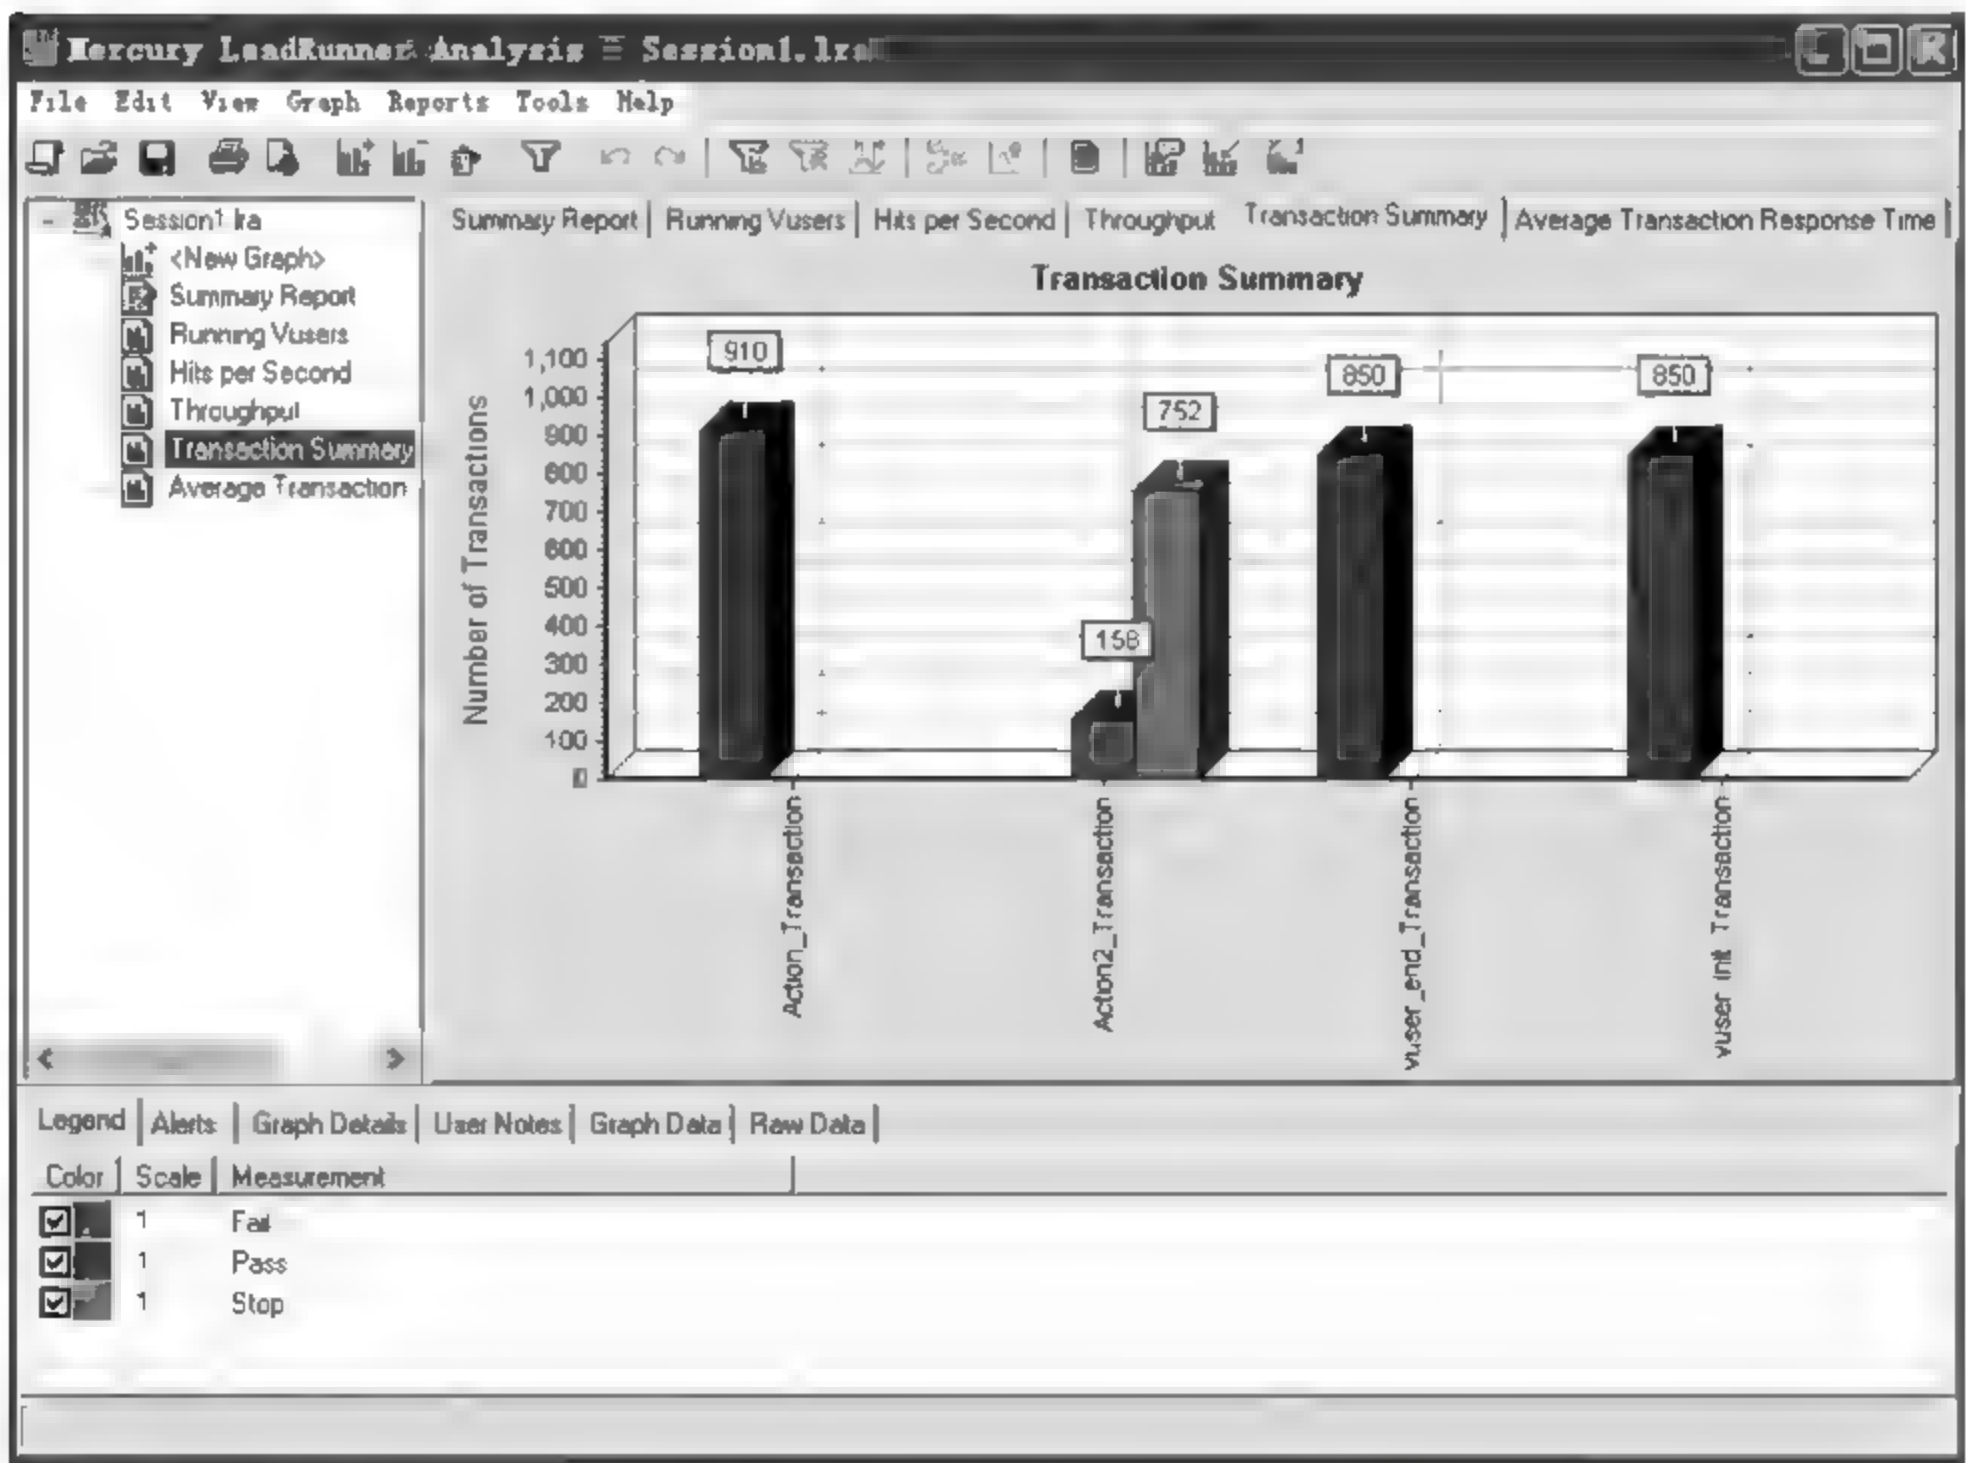 Mercury LoadRunner Analysis - Session1.lra
File Edit View Graph Reports Tools Help
Session1.lra
<New Graph>
Summary Report
Running Vusers
Hits per Second
Throughput
Transaction Summary
Average Transaction
Summary Report Running Vusers Hits per Second Throughput Transaction Summary Average Transaction Response Time
Transaction Summary
Number of Transactions
1,100
1,000
900
800
700
600
500
400
300
200
100
0
910
158
752
850
850
Action_Transaction
Action2_Transaction
vuser_end_Transaction
vuser_init_Transaction
Legend Alerts Graph Details User Notes Graph Data Raw Data
Color Scale Measurement
1 Fail
1 Pass
1 Stop